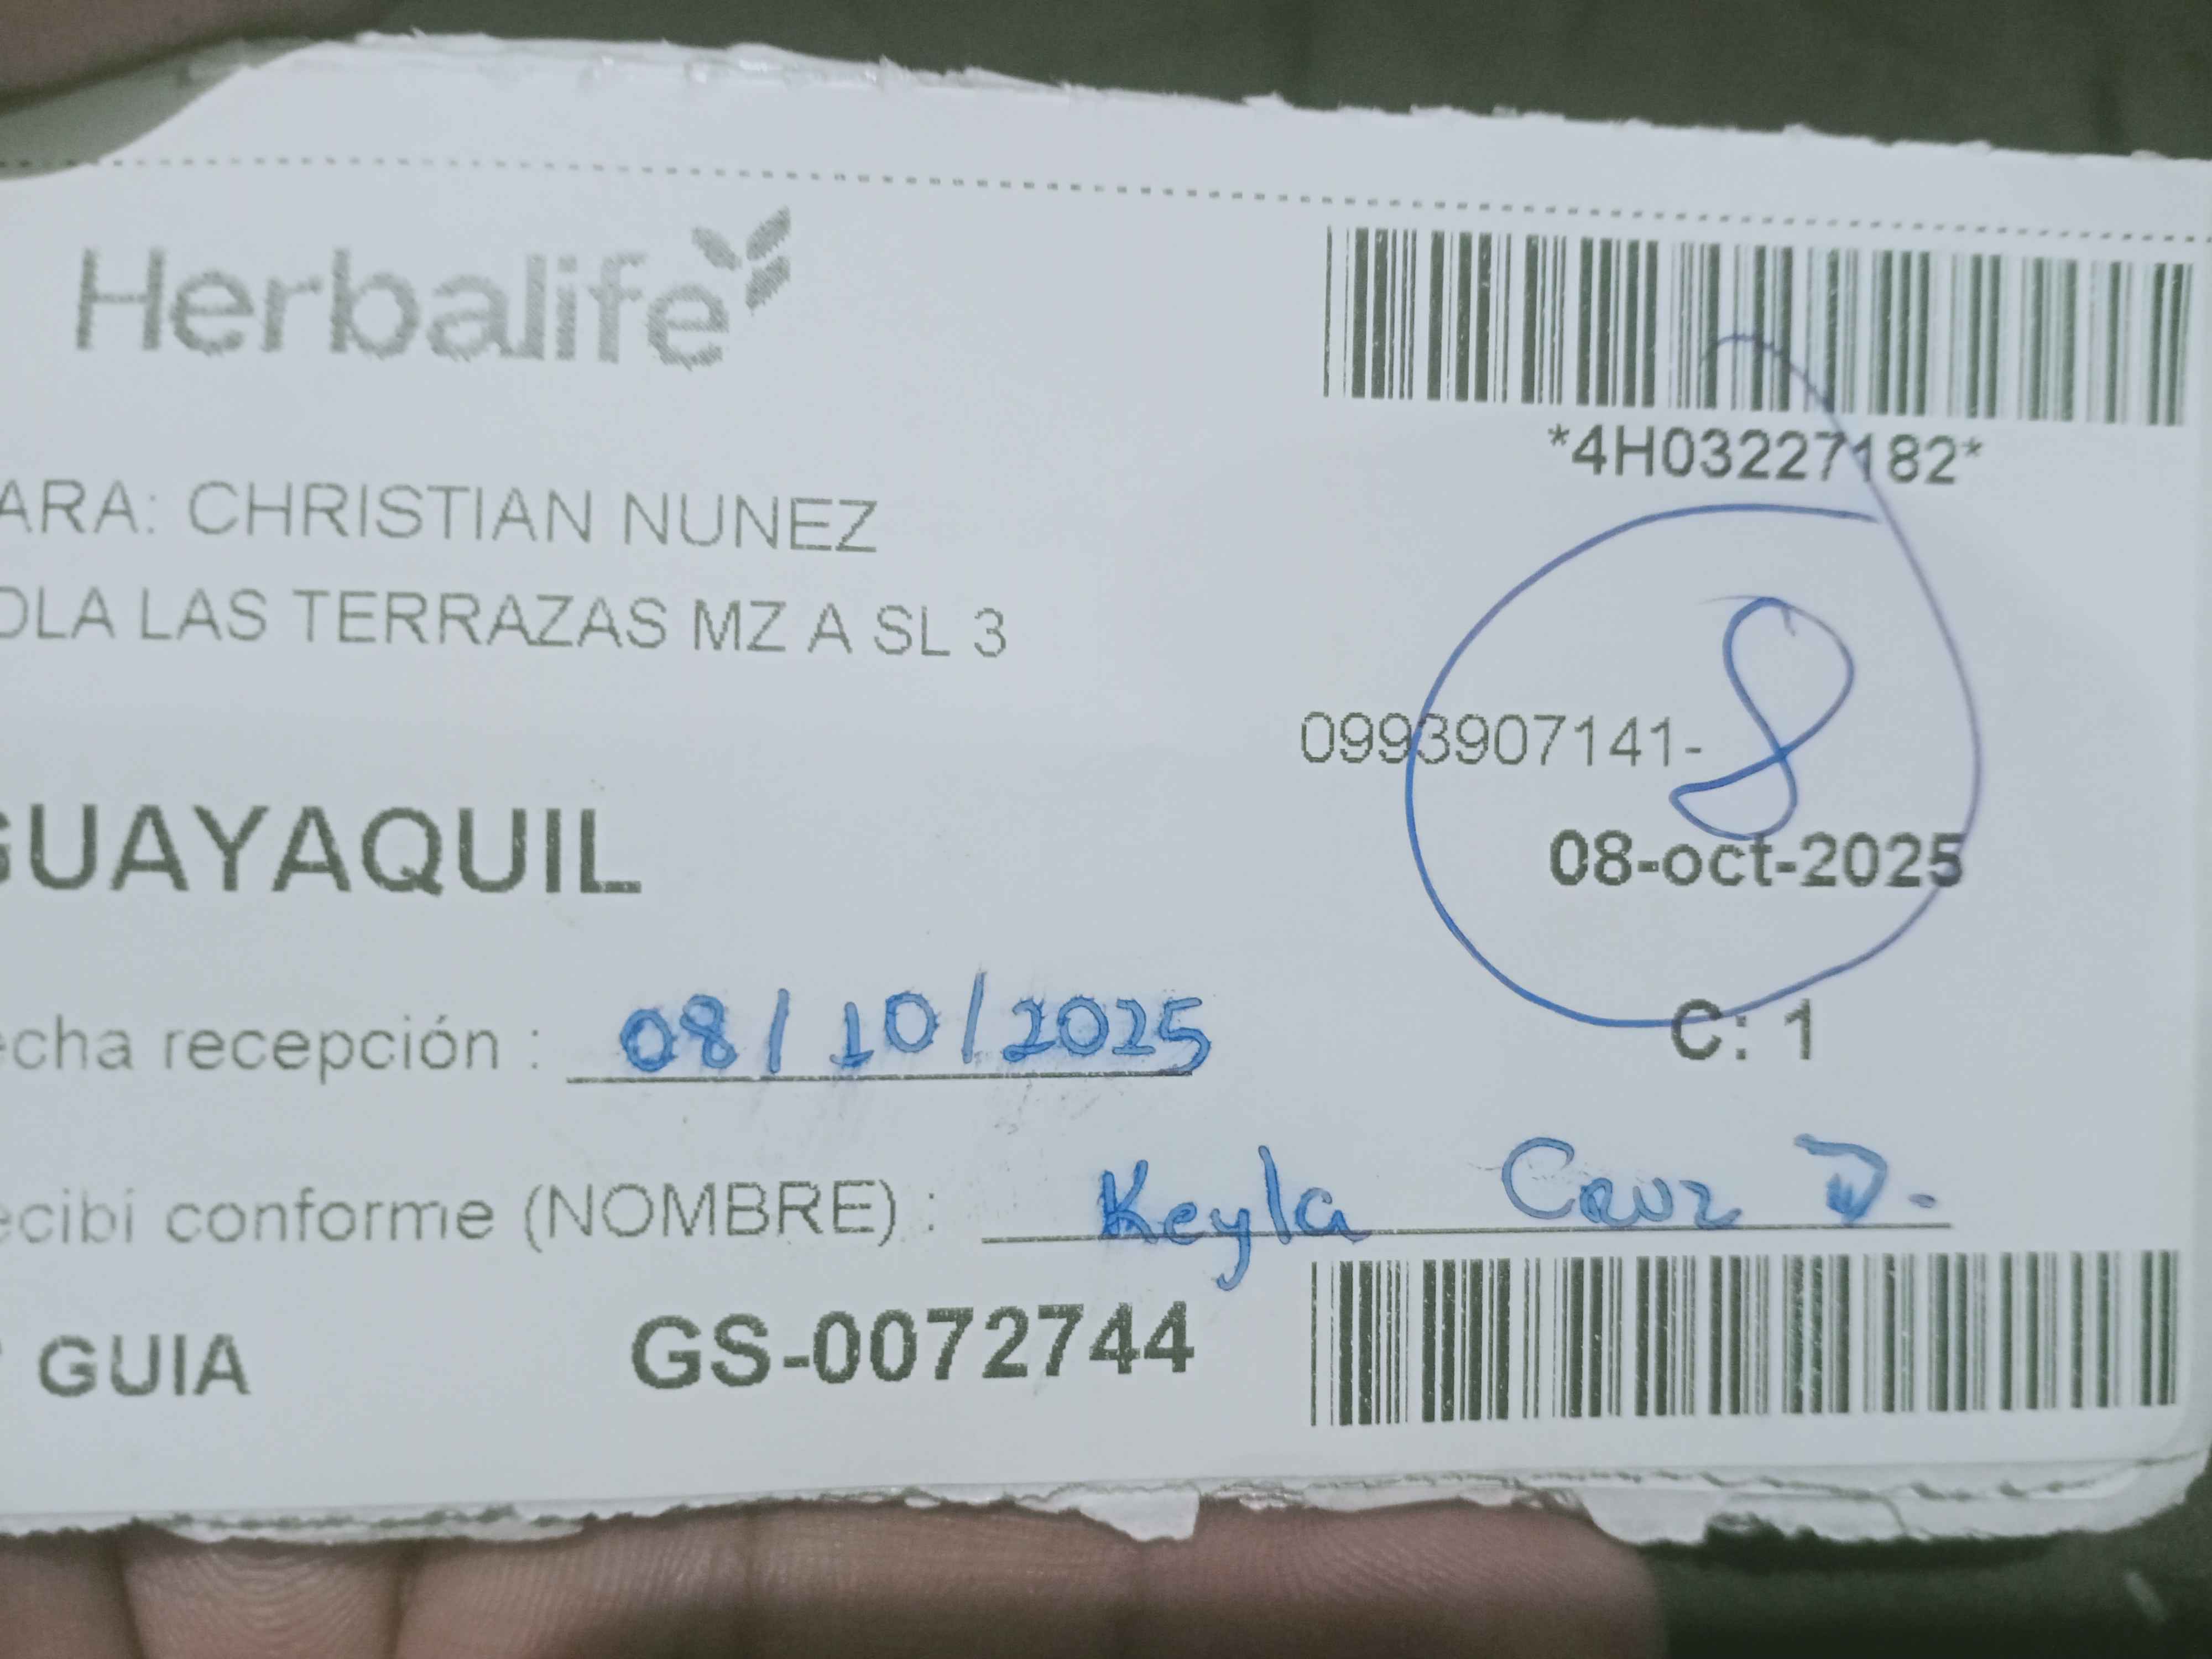 Herbalife
*4H03227182*
ARA: CHRISTIAN NUNEZ
OLA LAS TERRAZAS MZ A SL 3
0993907141-
8
GUAYAQUIL
08-oct-2025
echa recepción : 08/10/2025
C: 1
ecibi conforme (NOMBRE) : Keyla Cruz D.
GUIA GS-0072744